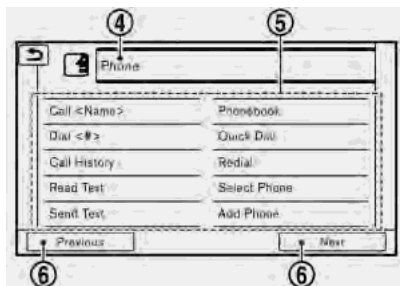 ④ ⑤
Phone
Call <Name> Phonebook
Dial <#> Quick Dial
Call History Redial
Read Text Select Phone
Send Text Add Phone
Previous Next
⑥ ⑥